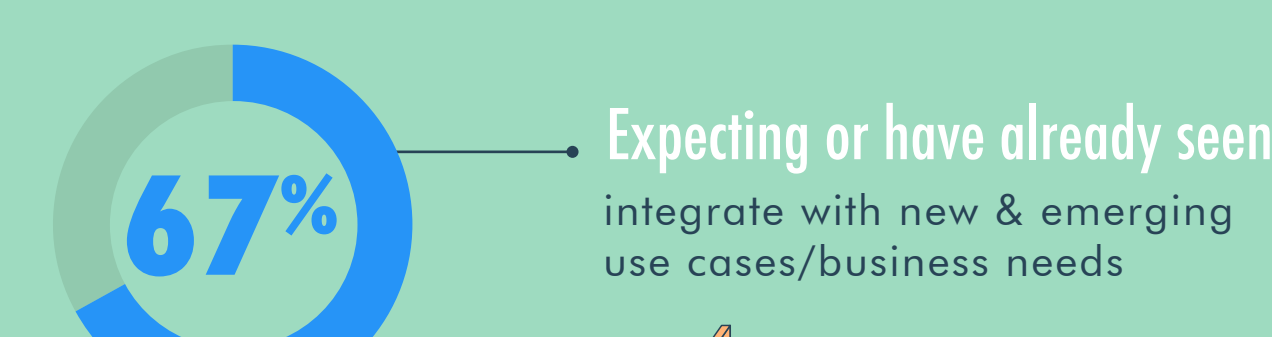 67%
Expecting or have already seen
integrate with new & emerging
use cases/business needs